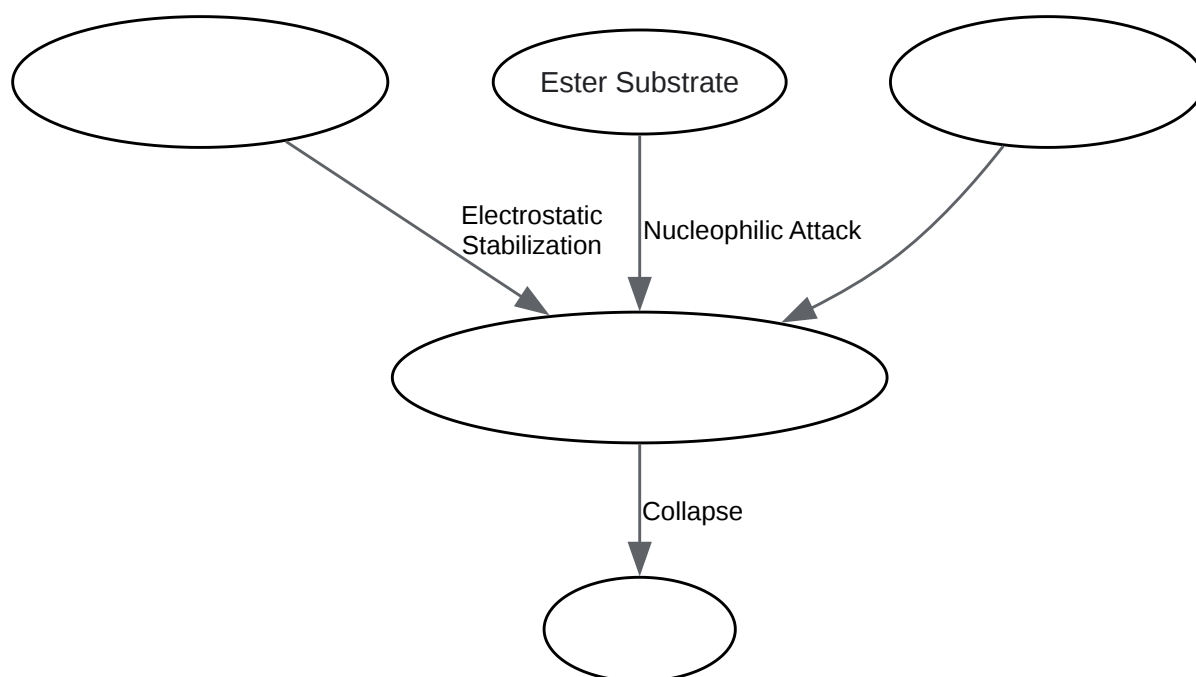 Ester Substrate
Electrostatic
Stabilization
Nucleophilic Attack
Collapse